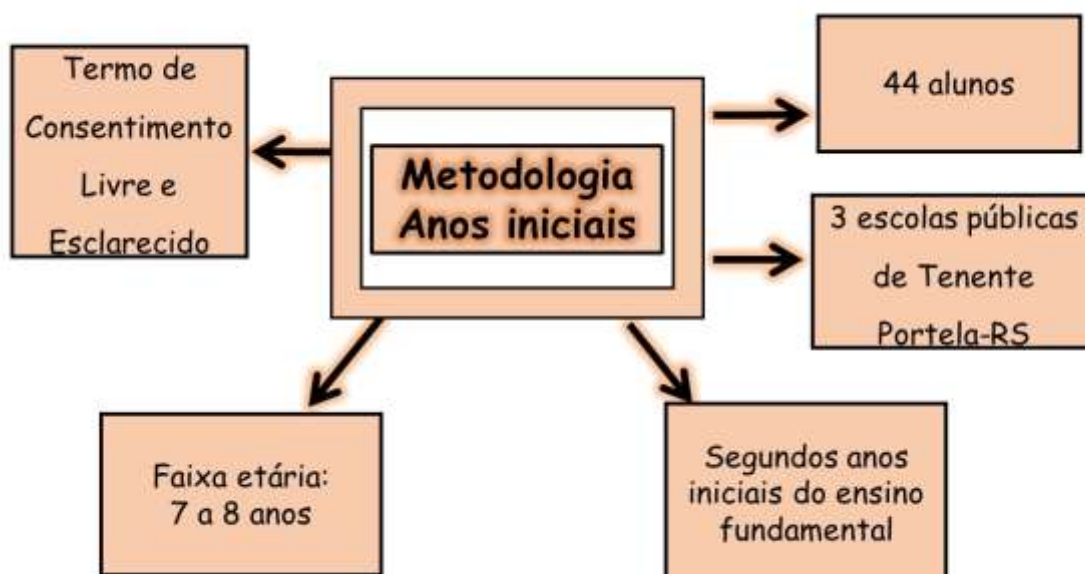 Termo de
Consentimento
Livre e
Esclarecido
Metodologia
Anos iniciais
44 alunos
3 escolas públicas
de Tenente
Portela-RS
Faixa etária:
7 a 8 anos
Segundos anos
iniciais do ensino
fundamental